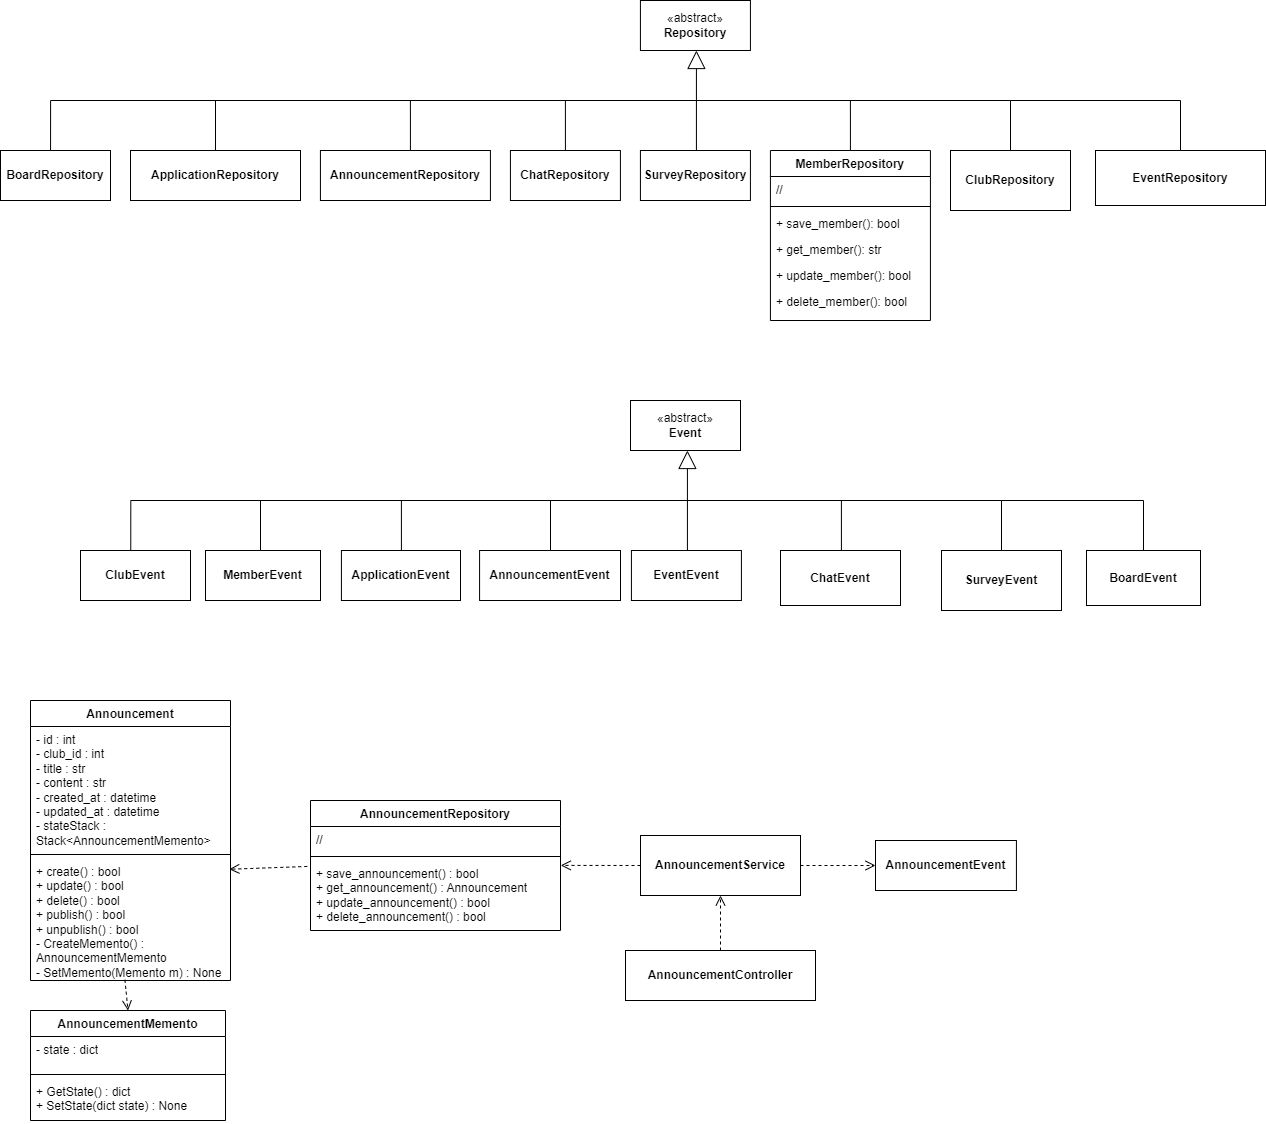 «abstract»
Repository
BoardRepository
ApplicationRepository
AnnouncementRepository
ChatRepository
SurveyRepository
MemberRepository
//
+ save_member(): bool
+ get_member(): str
+ update_member(): bool
+ delete_member(): bool
ClubRepository
EventRepository
«abstract»
Event
ClubEvent
MemberEvent
ApplicationEvent
AnnouncementEvent
EventEvent
ChatEvent
SurveyEvent
BoardEvent
Announcement
- id : int
- club_id : int
- title : str
- content : str
- created_at : datetime
- updated_at : datetime
- stateStack :
Stack<AnnouncementMemento>
+ create() : bool
+ update() : bool
+ delete() : bool
+ publish() : bool
+ unpublish() : bool
- CreateMemento() :
AnnouncementMemento
- SetMemento(Memento m) : None
AnnouncementRepository
//
+ save_announcement() : bool
+ get_announcement() : Announcement
+ update_announcement() : bool
+ delete_announcement() : bool
AnnouncementService
AnnouncementEvent
AnnouncementController
AnnouncementMemento
- state : dict
+ GetState() : dict
+ SetState(dict state) : None